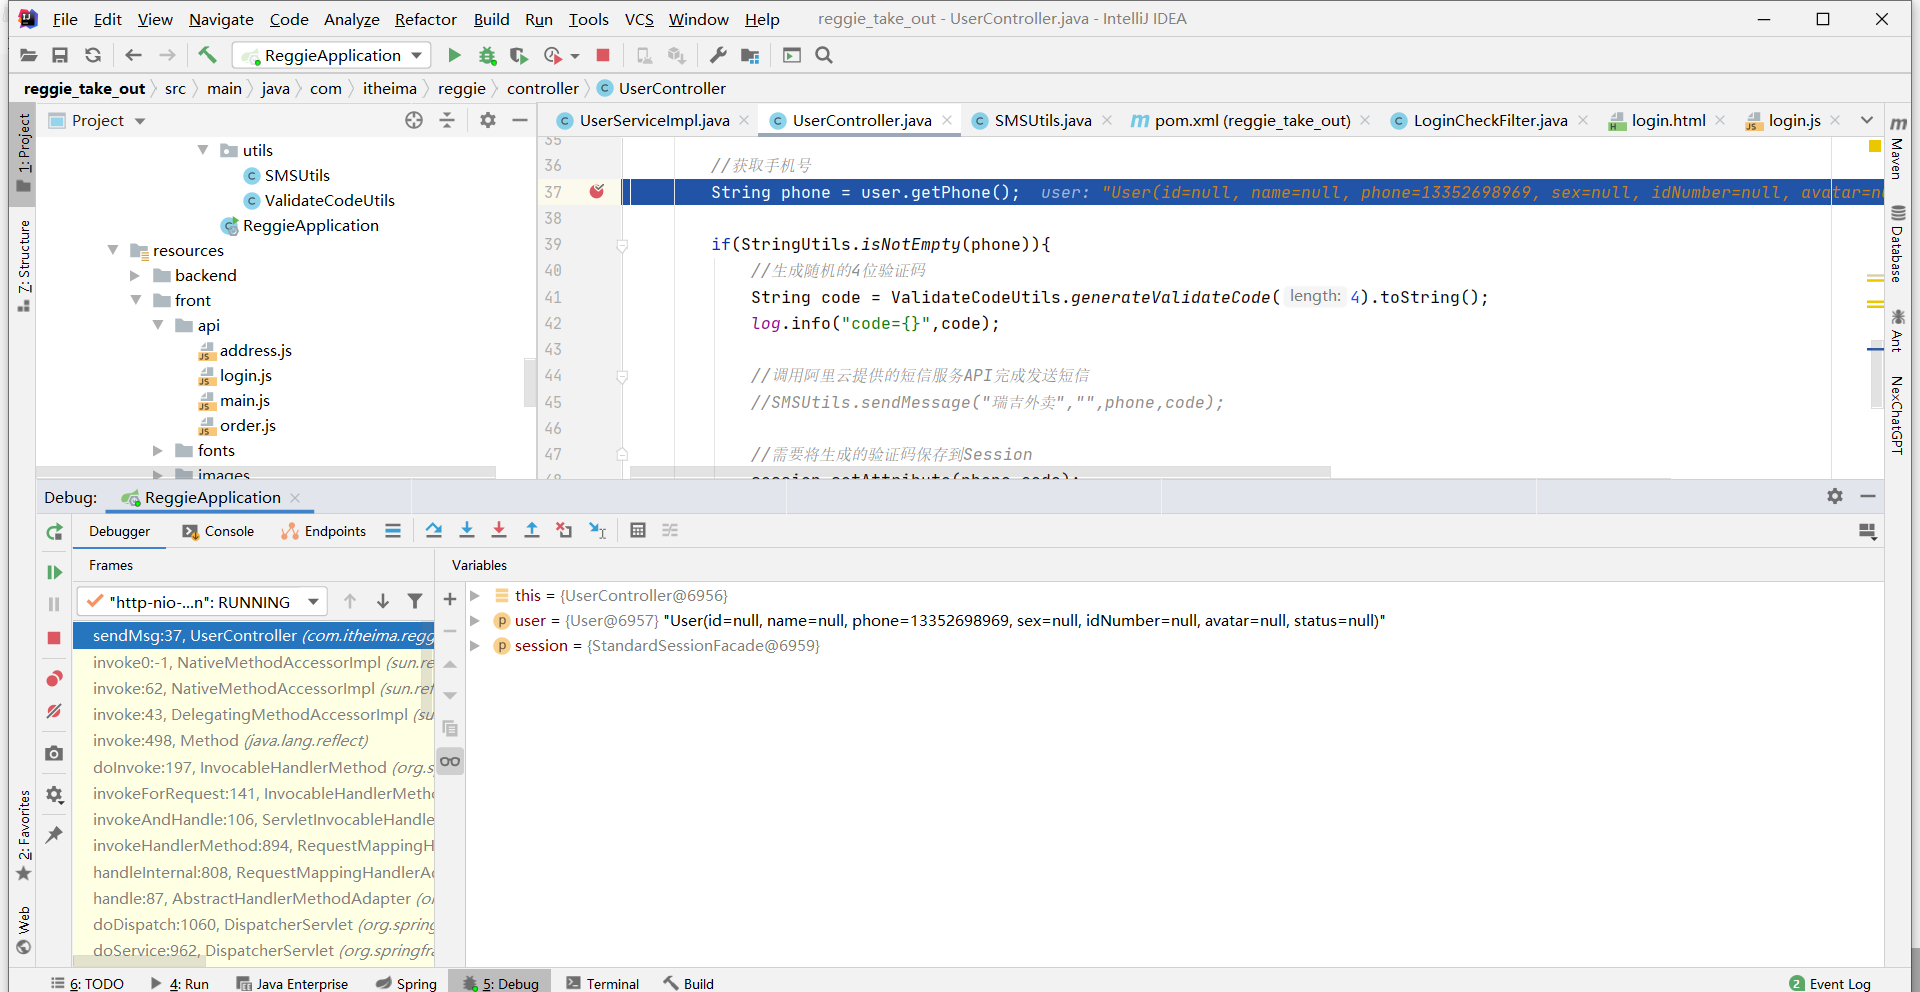 File Edit View Navigate Code Analyze Refactor Build Run Tools VCS Window Help reggie_take_out - UserController.java - IntelliJ IDEA
ReggieApplication
reggie_take_out src main java com itheima reggie controller UserController
1: Project
7: Structure
2: Favorites
Web
Project
utils
SMSUtils
ValidateCodeUtils
ReggieApplication
resources
backend
front
api
address.js
login.js
main.js
order.js
fonts
images
UserServiceImpl.java UserController.java SMSUtils.java pom.xml (reggie_take_out) LoginCheckFilter.java login.html login.js
35
36 //获取手机号
37 String phone = user.getPhone(); user: "User(id=null, name=null, phone=13352698969, sex=null, idNumber=null, avatar=nu
38
39 if(StringUtils.isNotEmpty(phone)){
40 //生成随机的4位验证码
41 String code = ValidateCodeUtils.generateValidateCode( length: 4).toString();
42 log.info("code={}",code);
43
44 //调用阿里云提供的短信服务API完成发送短信
45 //SMSUtils.sendMessage("瑞吉外卖","",phone,code);
46
47 //需要将生成的验证码保存到Session
48 session.setAttribute(phone,code);
Maven
Database
Ant
NexChatGPT
Debug: ReggieApplication
Debugger Console Endpoints
Frames
"http-nio-...n": RUNNING
sendMsg:37, UserController (com.itheima.regg
invoke0:-1, NativeMethodAccessorImpl (sun.re
invoke:62, NativeMethodAccessorImpl (sun.ref
invoke:43, DelegatingMethodAccessorImpl (su
invoke:498, Method (java.lang.reflect)
doInvoke:197, InvocableHandlerMethod (org.s
invokeForRequest:141, InvocableHandlerMetho
invokeAndHandle:106, ServletInvocableHandle
invokeHandlerMethod:894, RequestMappingH
handleInternal:808, RequestMappingHandlerAd
handle:87, AbstractHandlerMethodAdapter (or
doDispatch:1060, DispatcherServlet (org.spring
doService:962, DispatcherServlet (org.springfra
Variables
this = {UserController@6956}
user = {User@6957} "User(id=null, name=null, phone=13352698969, sex=null, idNumber=null, avatar=null, status=null)"
session = {StandardSessionFacade@6959}
6: TODO 4: Run Java Enterprise Spring 5: Debug Terminal Build 2 Event Log